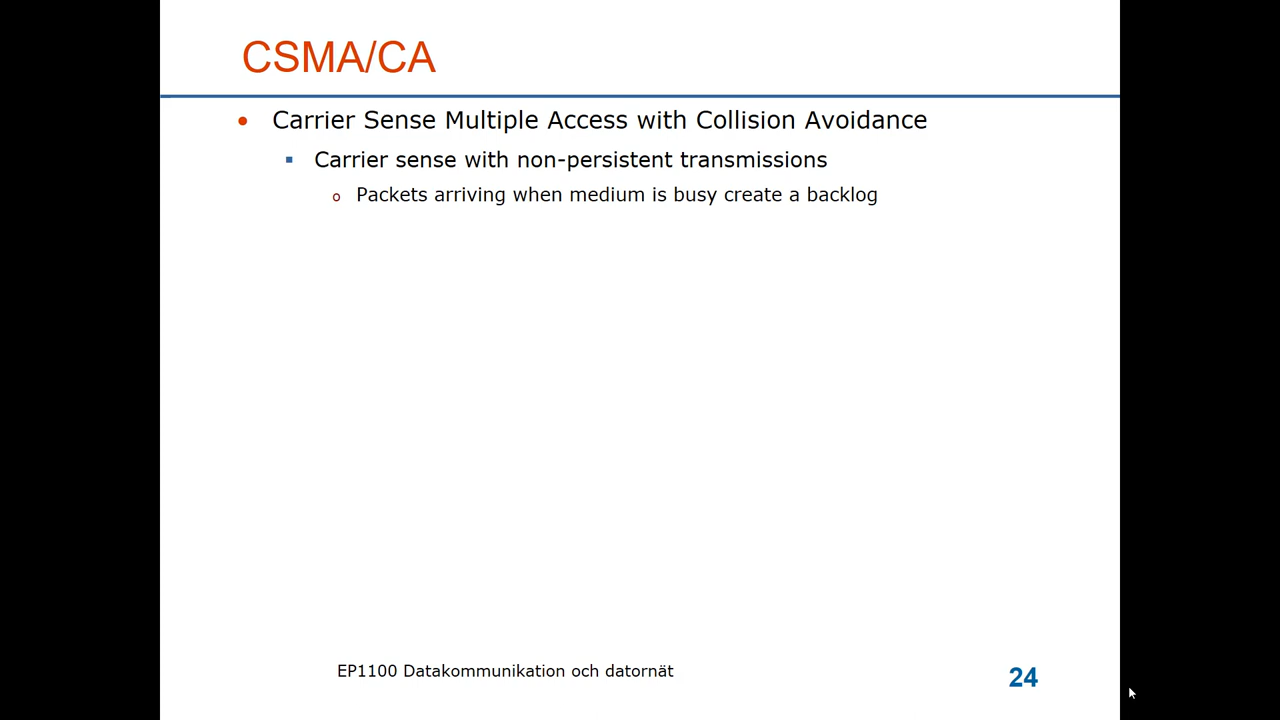 CSMA/CA
Carrier Sense Multiple Access with Collision Avoidance
Carrier sense with non-persistent transmissions
Packets arriving when medium is busy create a backlog
EP1100 Datakommunikation och datornät
24